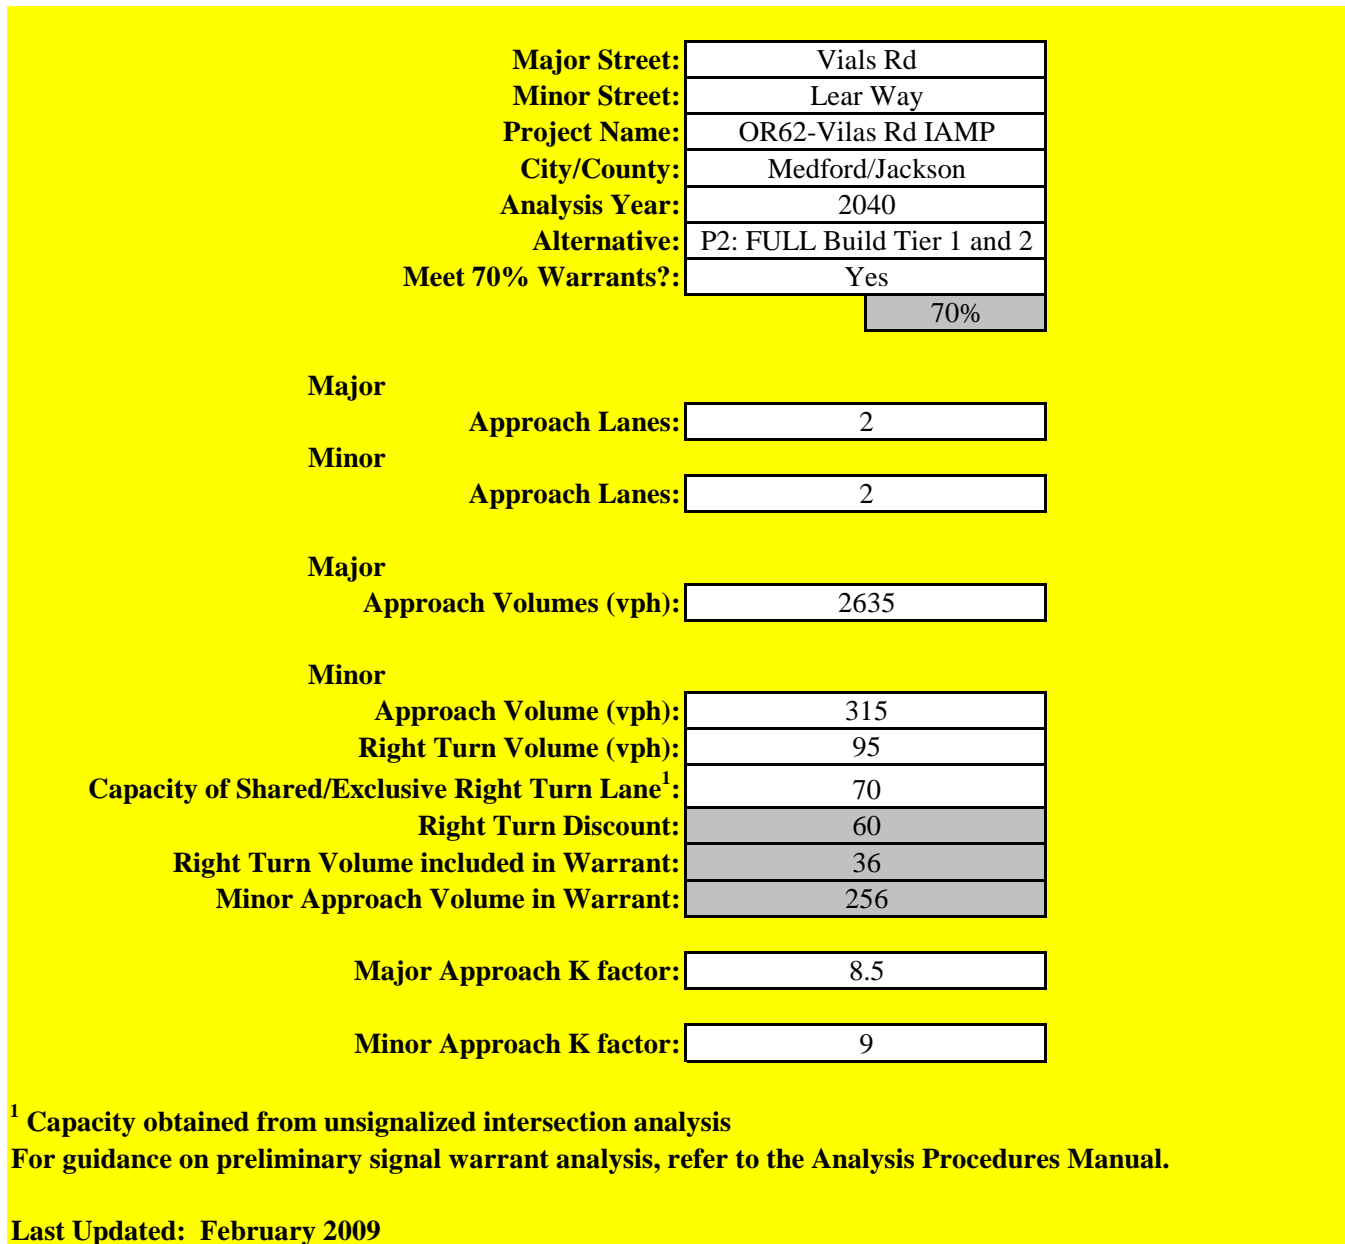 Major Street: Vials Rd
Minor Street: Lear Way
Project Name: OR62-Vilas Rd IAMP
City/County: Medford/Jackson
Analysis Year: 2040
Alternative: P2: FULL Build Tier 1 and 2
Meet 70% Warrants?: Yes
70%
Major
Approach Lanes: 2
Minor
Approach Lanes: 2
Major
Approach Volumes (vph): 2635
Minor
Approach Volume (vph): 315
Right Turn Volume (vph): 95
Capacity of Shared/Exclusive Right Turn Lane¹: 70
Right Turn Discount: 60
Right Turn Volume included in Warrant: 36
Minor Approach Volume in Warrant: 256
Major Approach K factor: 8.5
Minor Approach K factor: 9
¹ Capacity obtained from unsignalized intersection analysis
For guidance on preliminary signal warrant analysis, refer to the Analysis Procedures Manual.
Last Updated: February 2009